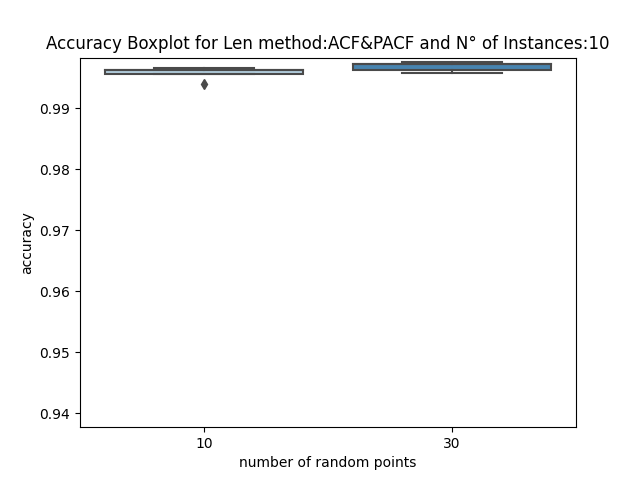 Accuracy Boxplot for Len method:ACF&PACF and N° of Instances:10
0.99
0.98
0.97
0.96
0.95
0.94
accuracy
10 30
number of random points